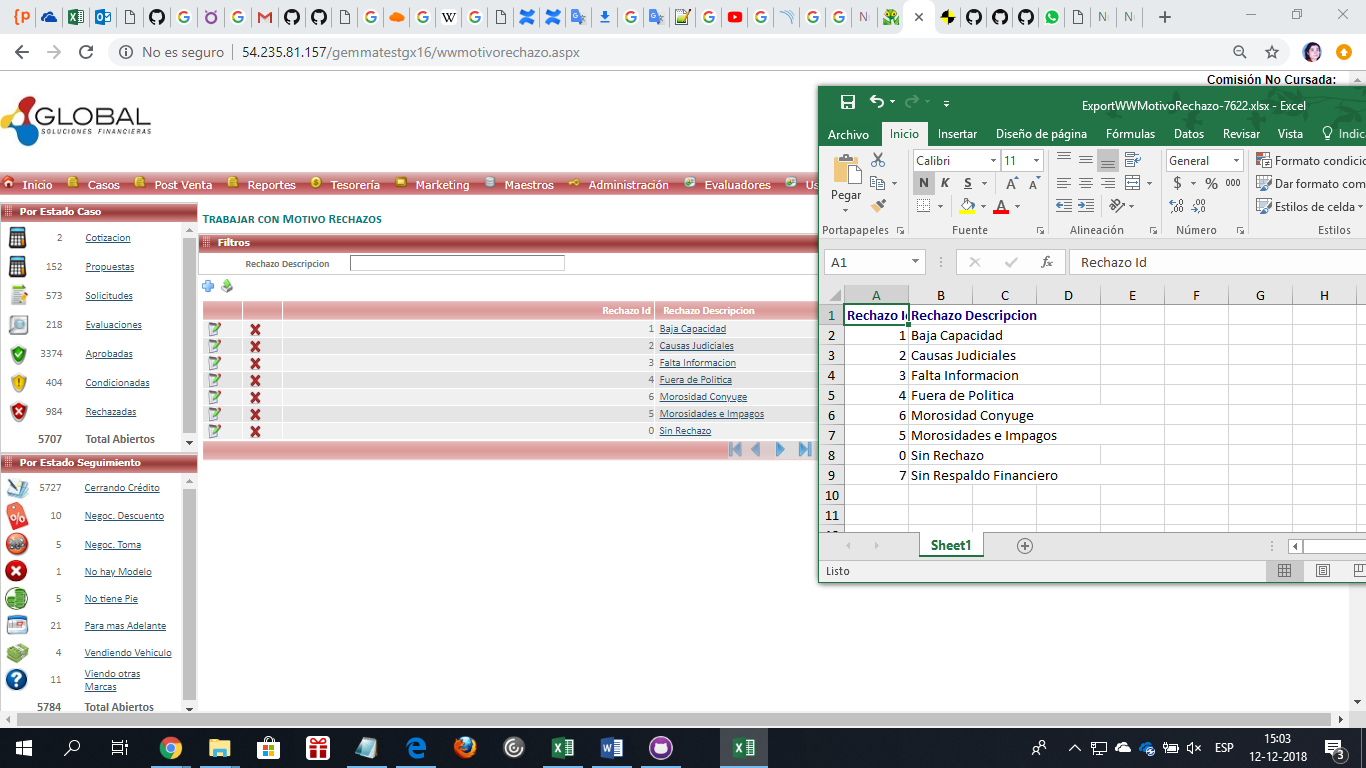 No es seguro
54.235.81.157/gemmatestgx16/wwmotivorechazo.aspx
Comisión No Cursada:
GLOBAL
SOLUCIONES FINANCIERAS
Inicio Casos Post Venta Reportes Tesorería Marketing Maestros Administración Evaluadores Us
Por Estado Caso
2 Cotizacion
152 Propuestas
573 Solicitudes
218 Evaluaciones
3374 Aprobadas
404 Condicionadas
984 Rechazadas
5707 Total Abiertos
Por Estado Seguimiento
5727 Cerrando Crédito
10 Negoc. Descuento
5 Negoc. Toma
1 No hay Modelo
5 No tiene Pie
21 Para mas Adelante
4 Vendiendo Vehiculo
11 Viendo otras
Marcas
5784 Total Abiertos
Trabajar con Motivo Rechazos
Filtros
Rechazo Descripcion
Rechazo Id Rechazo Descripcion
1 Baja Capacidad
2 Causas Judiciales
3 Falta Informacion
4 Fuera de Politica
6 Morosidad Conyuge
5 Morosidades e Impagos
0 Sin Rechazo
ExportWWMotivoRechazo-7622.xlsx - Excel
Archivo Inicio Insertar Diseño de página Fórmulas Datos Revisar Vista Indic
Pegar
Calibri 11
N K S
General
$ % 000
Formato condicio
Dar formato com
Estilos de celda
Portapapeles Fuente Alineación Número Estilos
A1 fx Rechazo Id
A B C D E F G H
1 Rechazo Id Rechazo Descripcion
2 1 Baja Capacidad
3 2 Causas Judiciales
4 3 Falta Informacion
5 4 Fuera de Politica
6 6 Morosidad Conyuge
7 5 Morosidades e Impagos
8 0 Sin Rechazo
9 7 Sin Respaldo Financiero
10
11
Sheet1
Listo
ESP
15:03
12-12-2018
3